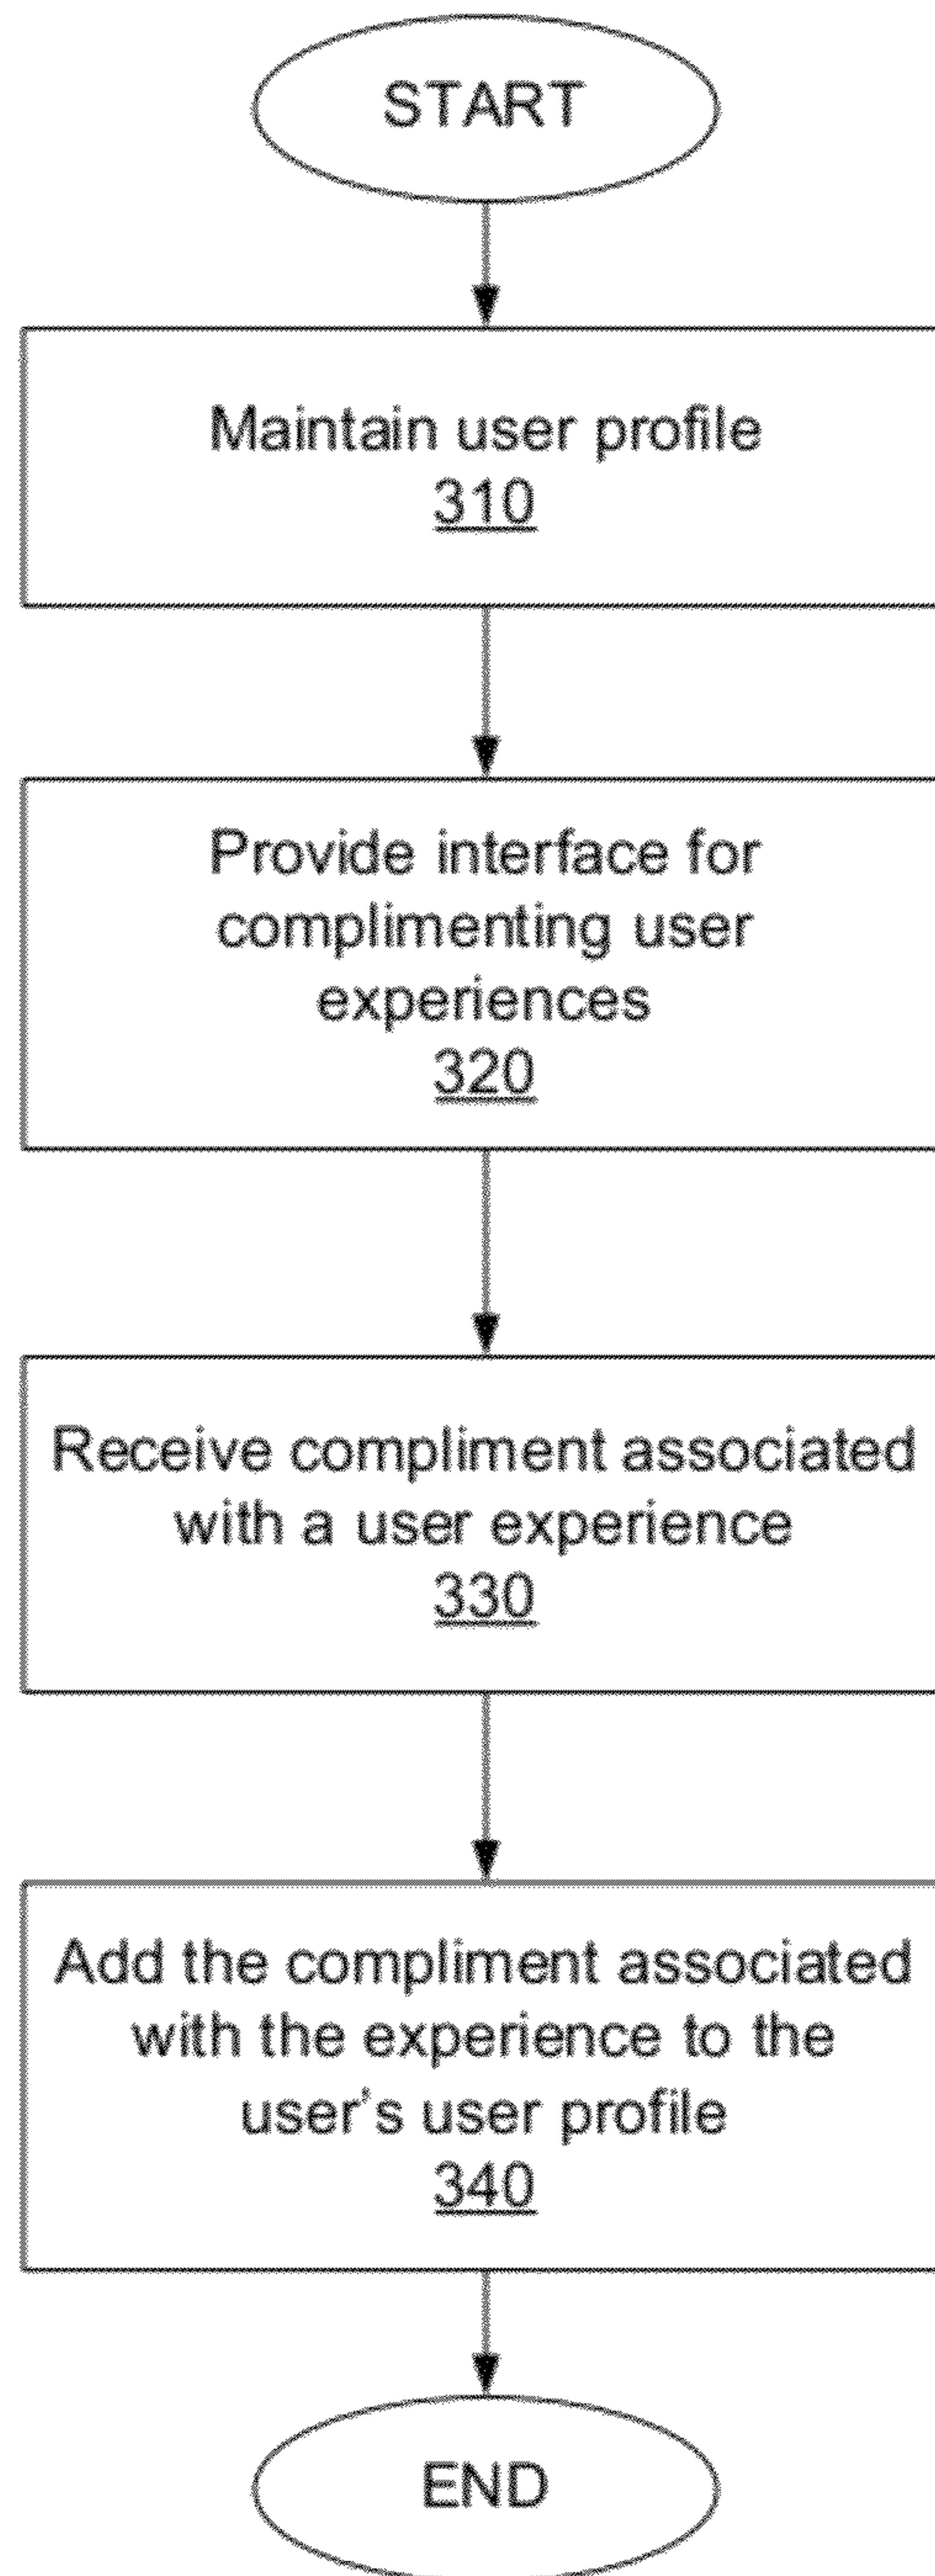 START
Maintain user profile
310
Provide interface for
complimenting user
experiences
320
Receive compliment associated
with a user experience
330
Add the compliment associated
with the experience to the
user's user profile
340
END